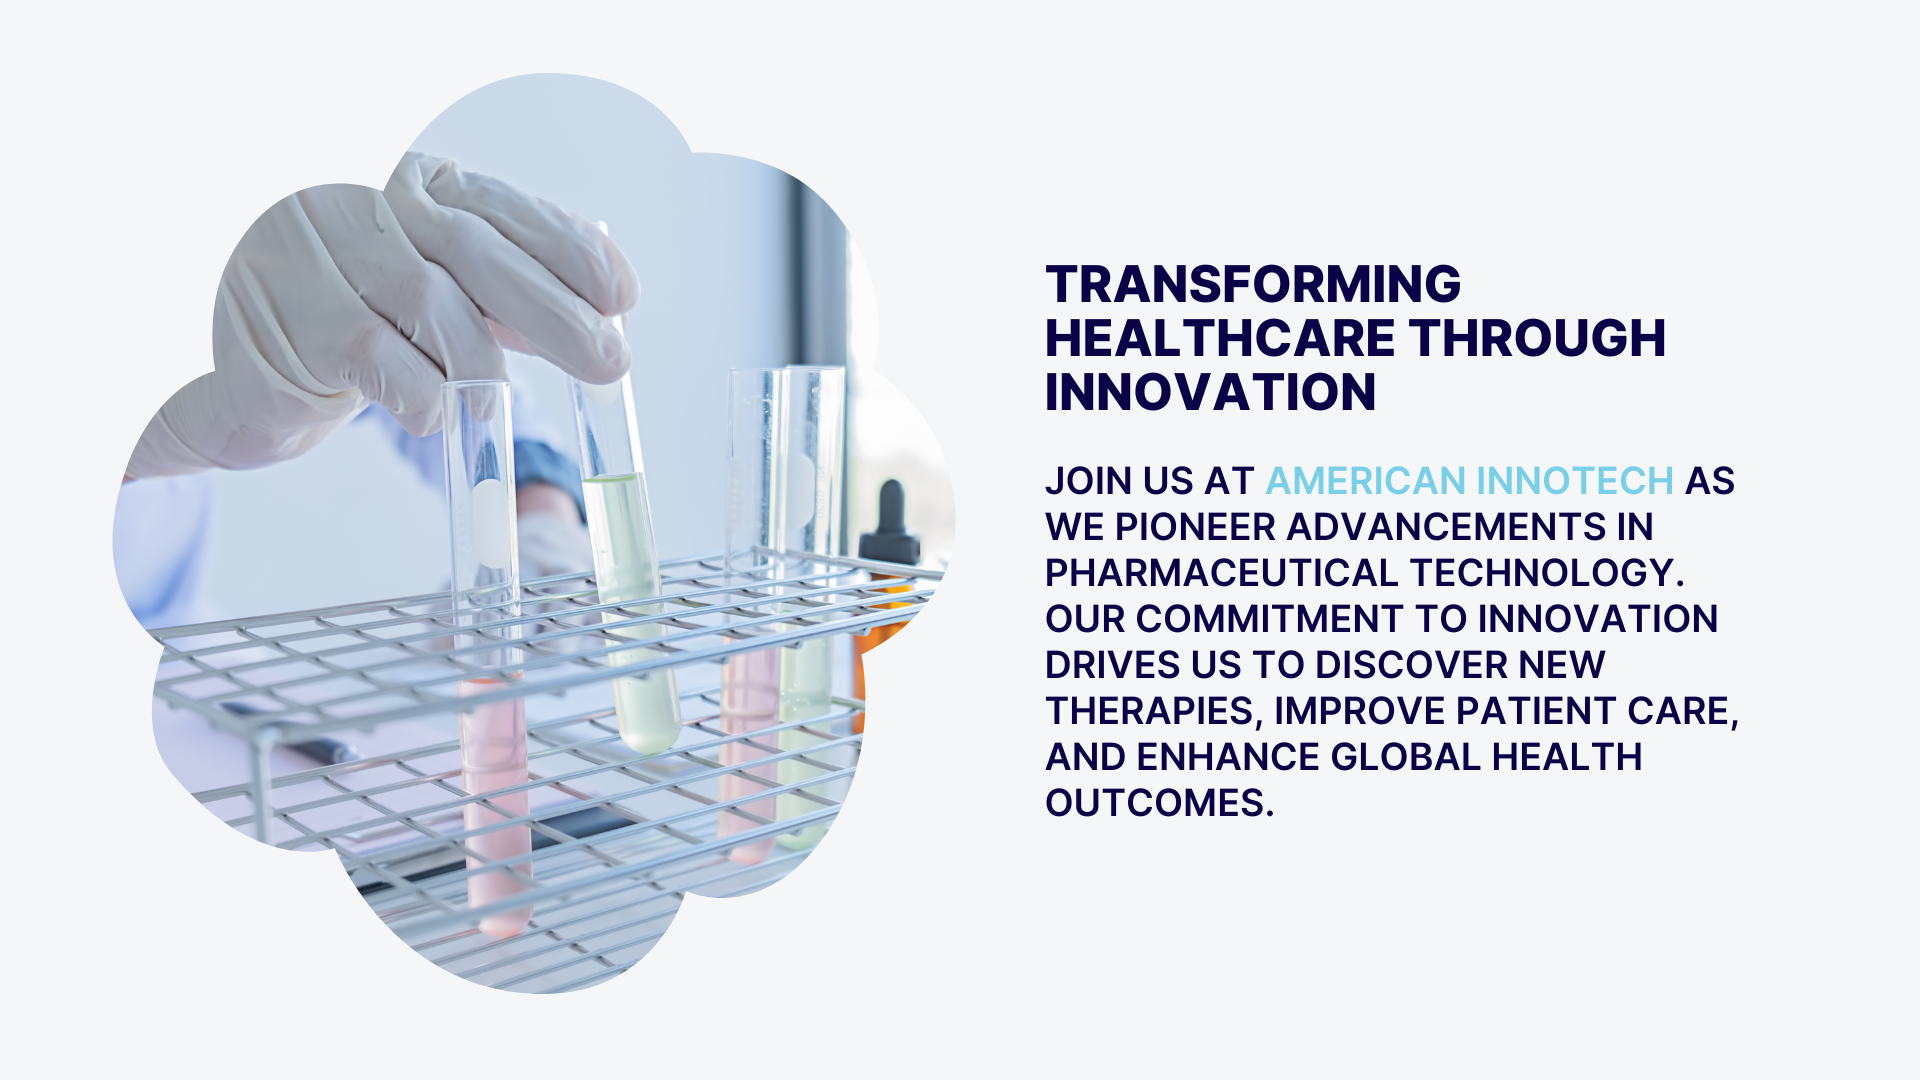 TRANSFORMING
HEALTHCARE THROUGH
INNOVATION
JOIN US AT AMERICAN INNOTECH AS
WE PIONEER ADVANCEMENTS IN
PHARMACEUTICAL TECHNOLOGY.
OUR COMMITMENT TO INNOVATION
DRIVES US TO DISCOVER NEW
THERAPIES, IMPROVE PATIENT CARE,
AND ENHANCE GLOBAL HEALTH
OUTCOMES.